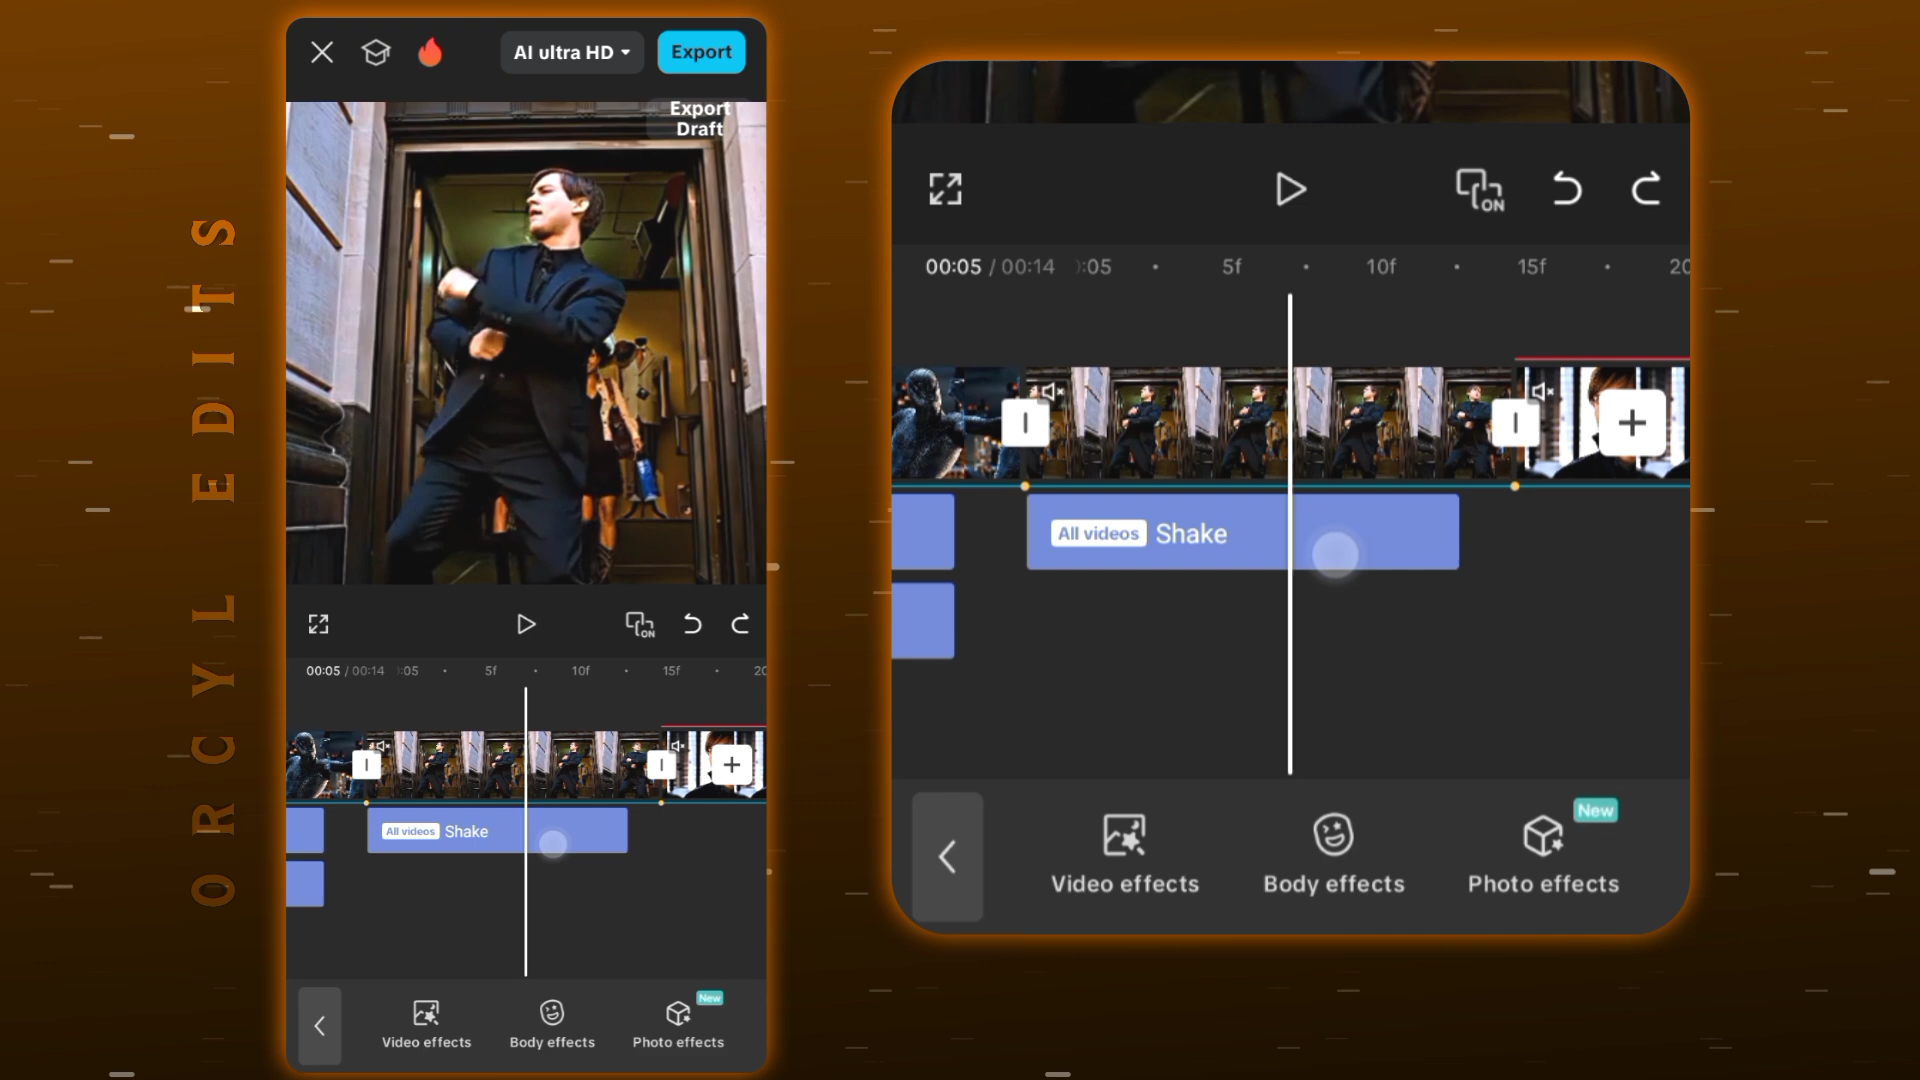 ORCYL EDITS
AI ultra HD
Export
Export
Draft
ON
00:05 / 00:14 :05 5f 10f 15f 20
All videos Shake
Video effects
Body effects
Photo effects
New
ON
00:05 / 00:14 :05 5f 10f 15f 20
All videos Shake
New
Video effects
Body effects
Photo effects